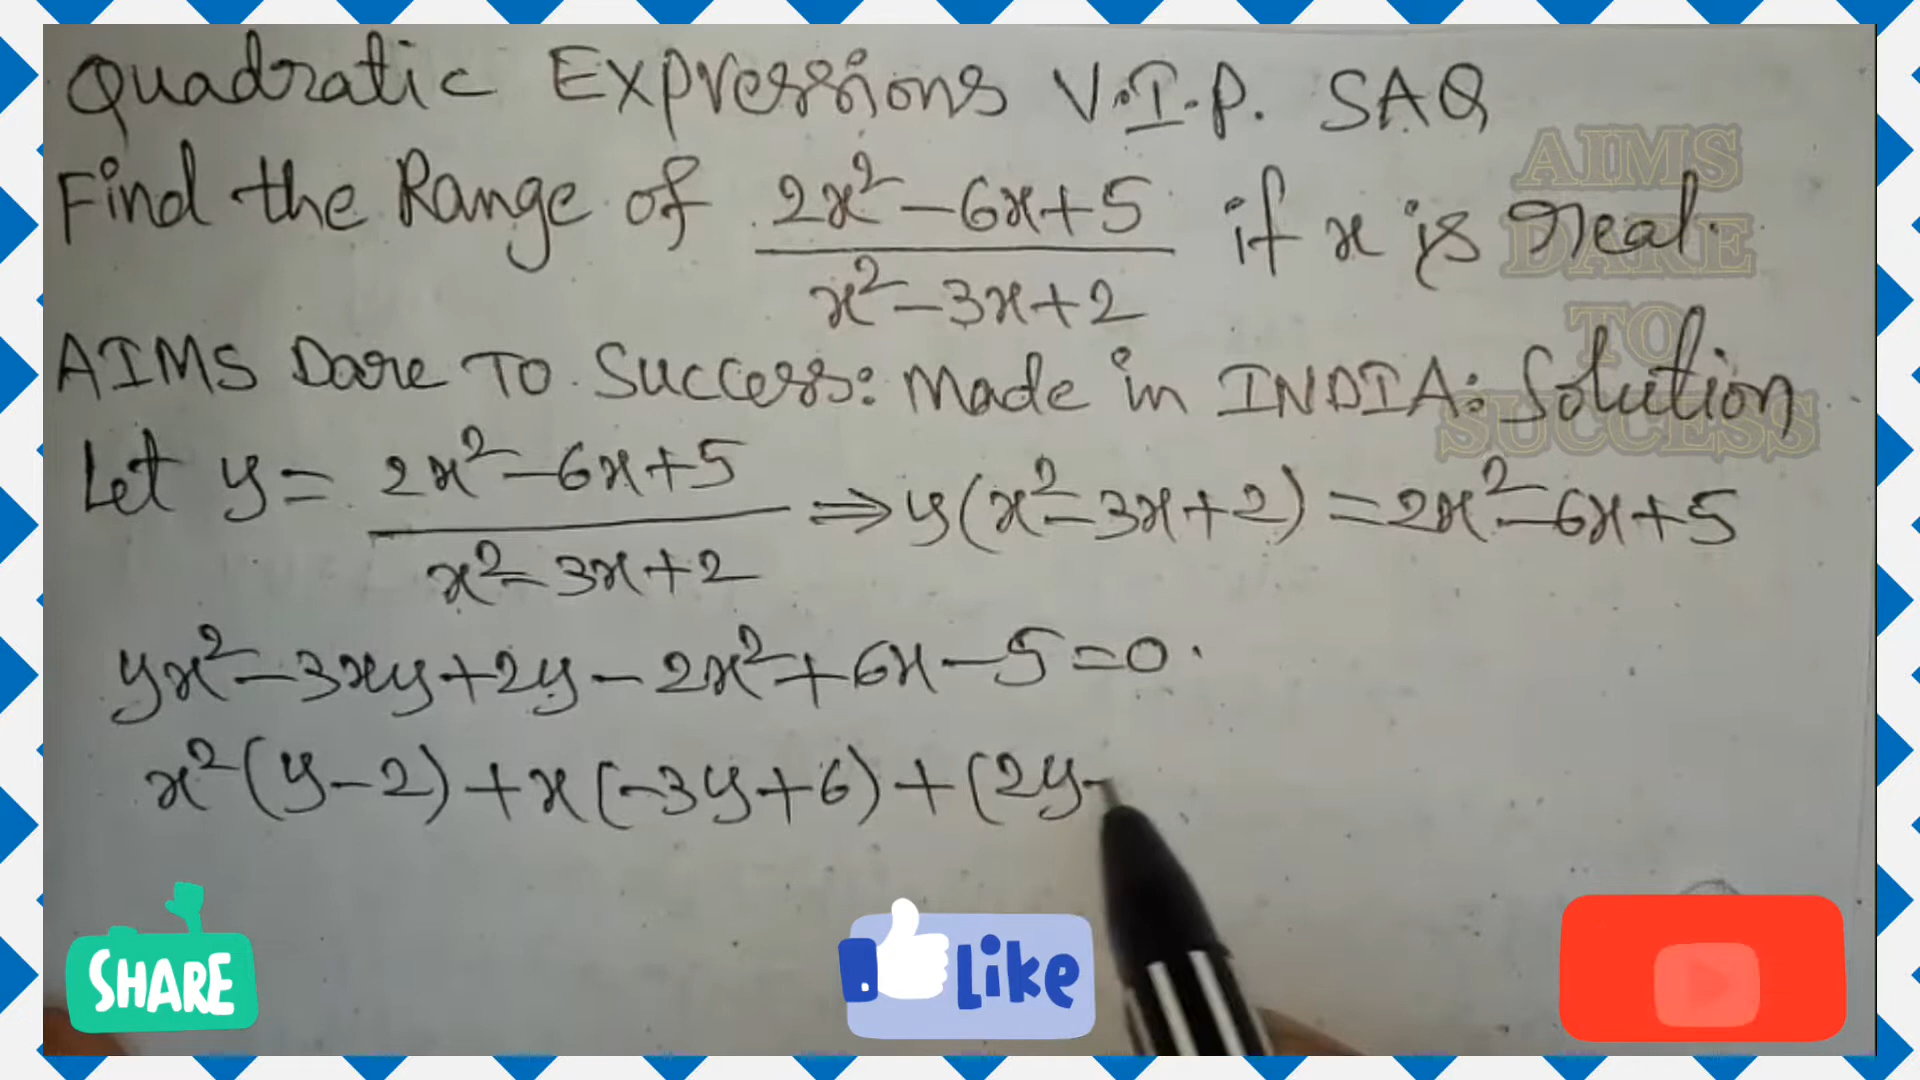 Quadratic Expressions V.I.P. SAQ
Find the Range of (2x²-6x+5)/(x²-3x+2) if x is real.
AIMS Dare To Success: Made in INDIA: Solution
Let y = (2x²-6x+5)/(x²-3x+2) ⇒ y(x²-3x+2) = 2x²-6x+5
yx²-3xy+2y-2x²+6x-5=0.
x²(y-2)+x(-3y+6)+(2y-
AIMS
DARE
TO
SUCCESS
SHARE
Like